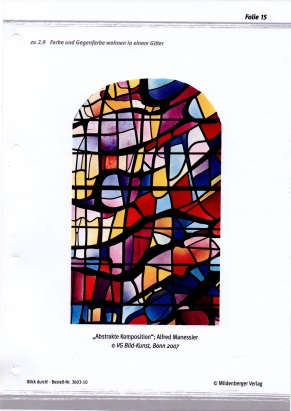 Folie 15
zu 2.9 Farbe und Gegenfarbe wohnen in einem Gitter
„Abstrakte Komposition“; Alfred Manessier
© VG Bild-Kunst, Bonn 2007
Blick durch! · Bestell-Nr. 3603-10
© Mildenberger Verlag